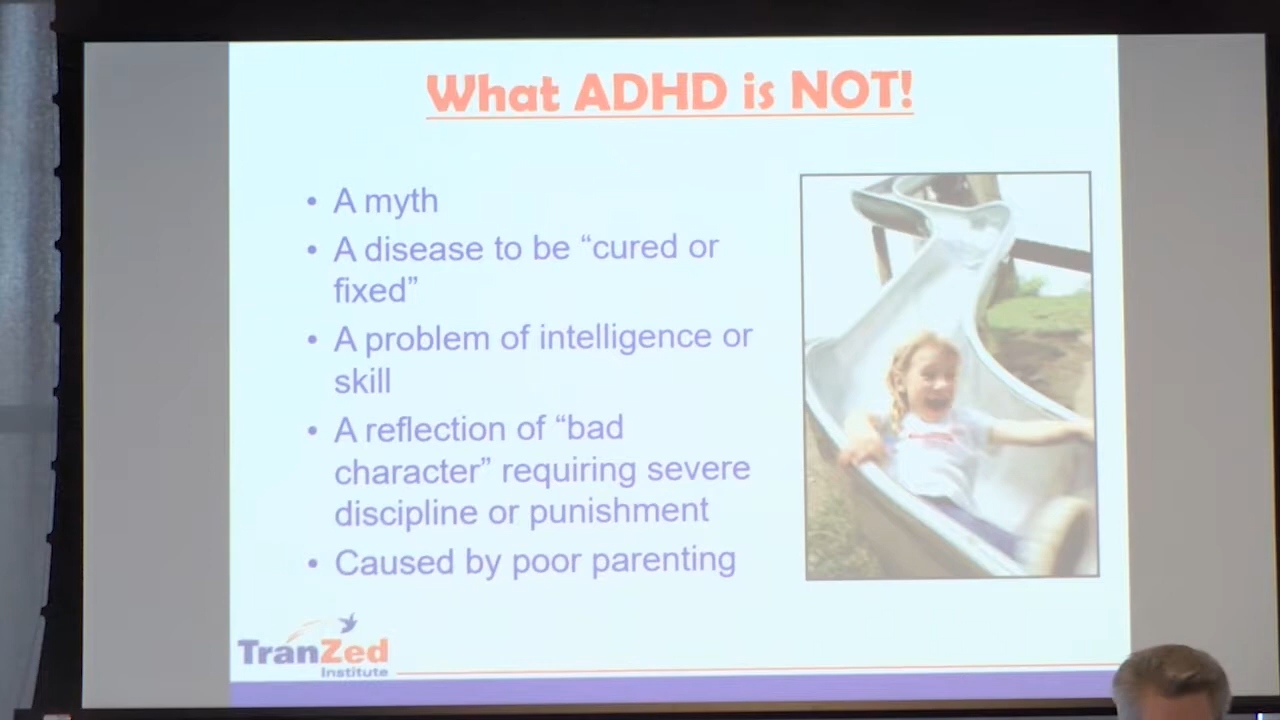 What ADHD is NOT!
• A myth
• A disease to be “cured or
fixed”
• A problem of intelligence or
skill
• A reflection of “bad
character” requiring severe
discipline or punishment
• Caused by poor parenting
TranZed
Institute